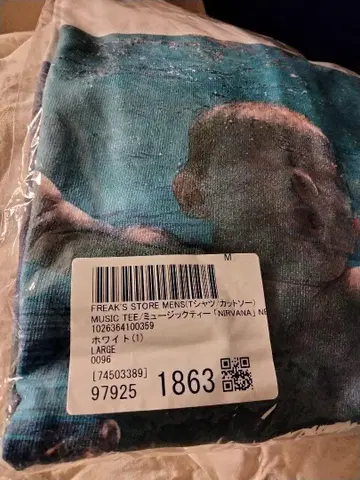 M
FREAK'S STORE MENS(Tシャツ/カットソー)
MUSIC TEE/ミュージックティー「NIRVANA」NF
1026364100359
ホワイト(1)
LARGE
0096
[74503389]
97925 1863